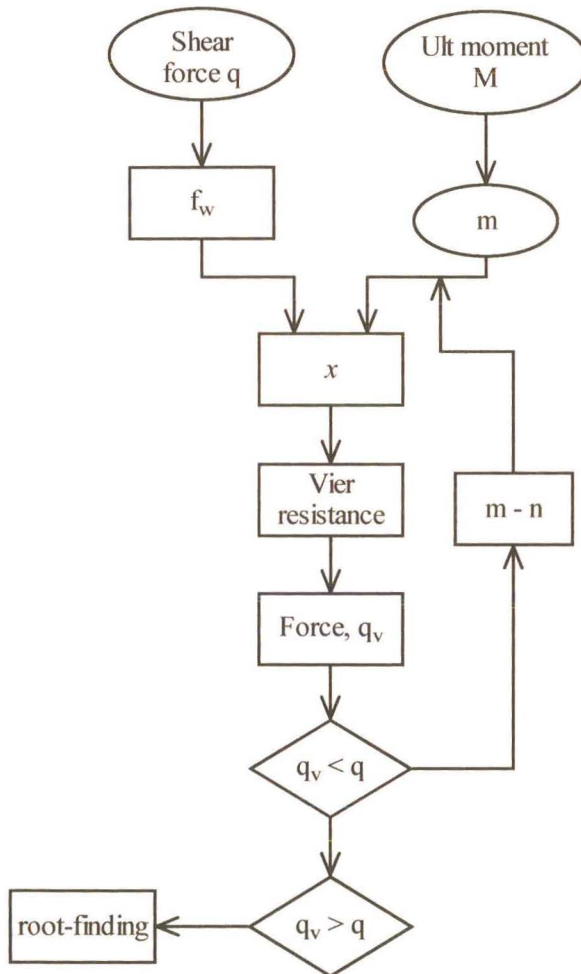 Shear
force q
Ult moment
M
f_w
m
x
Vier
resistance
m - n
Force, q_v
q_v < q
q_v > q
root-finding